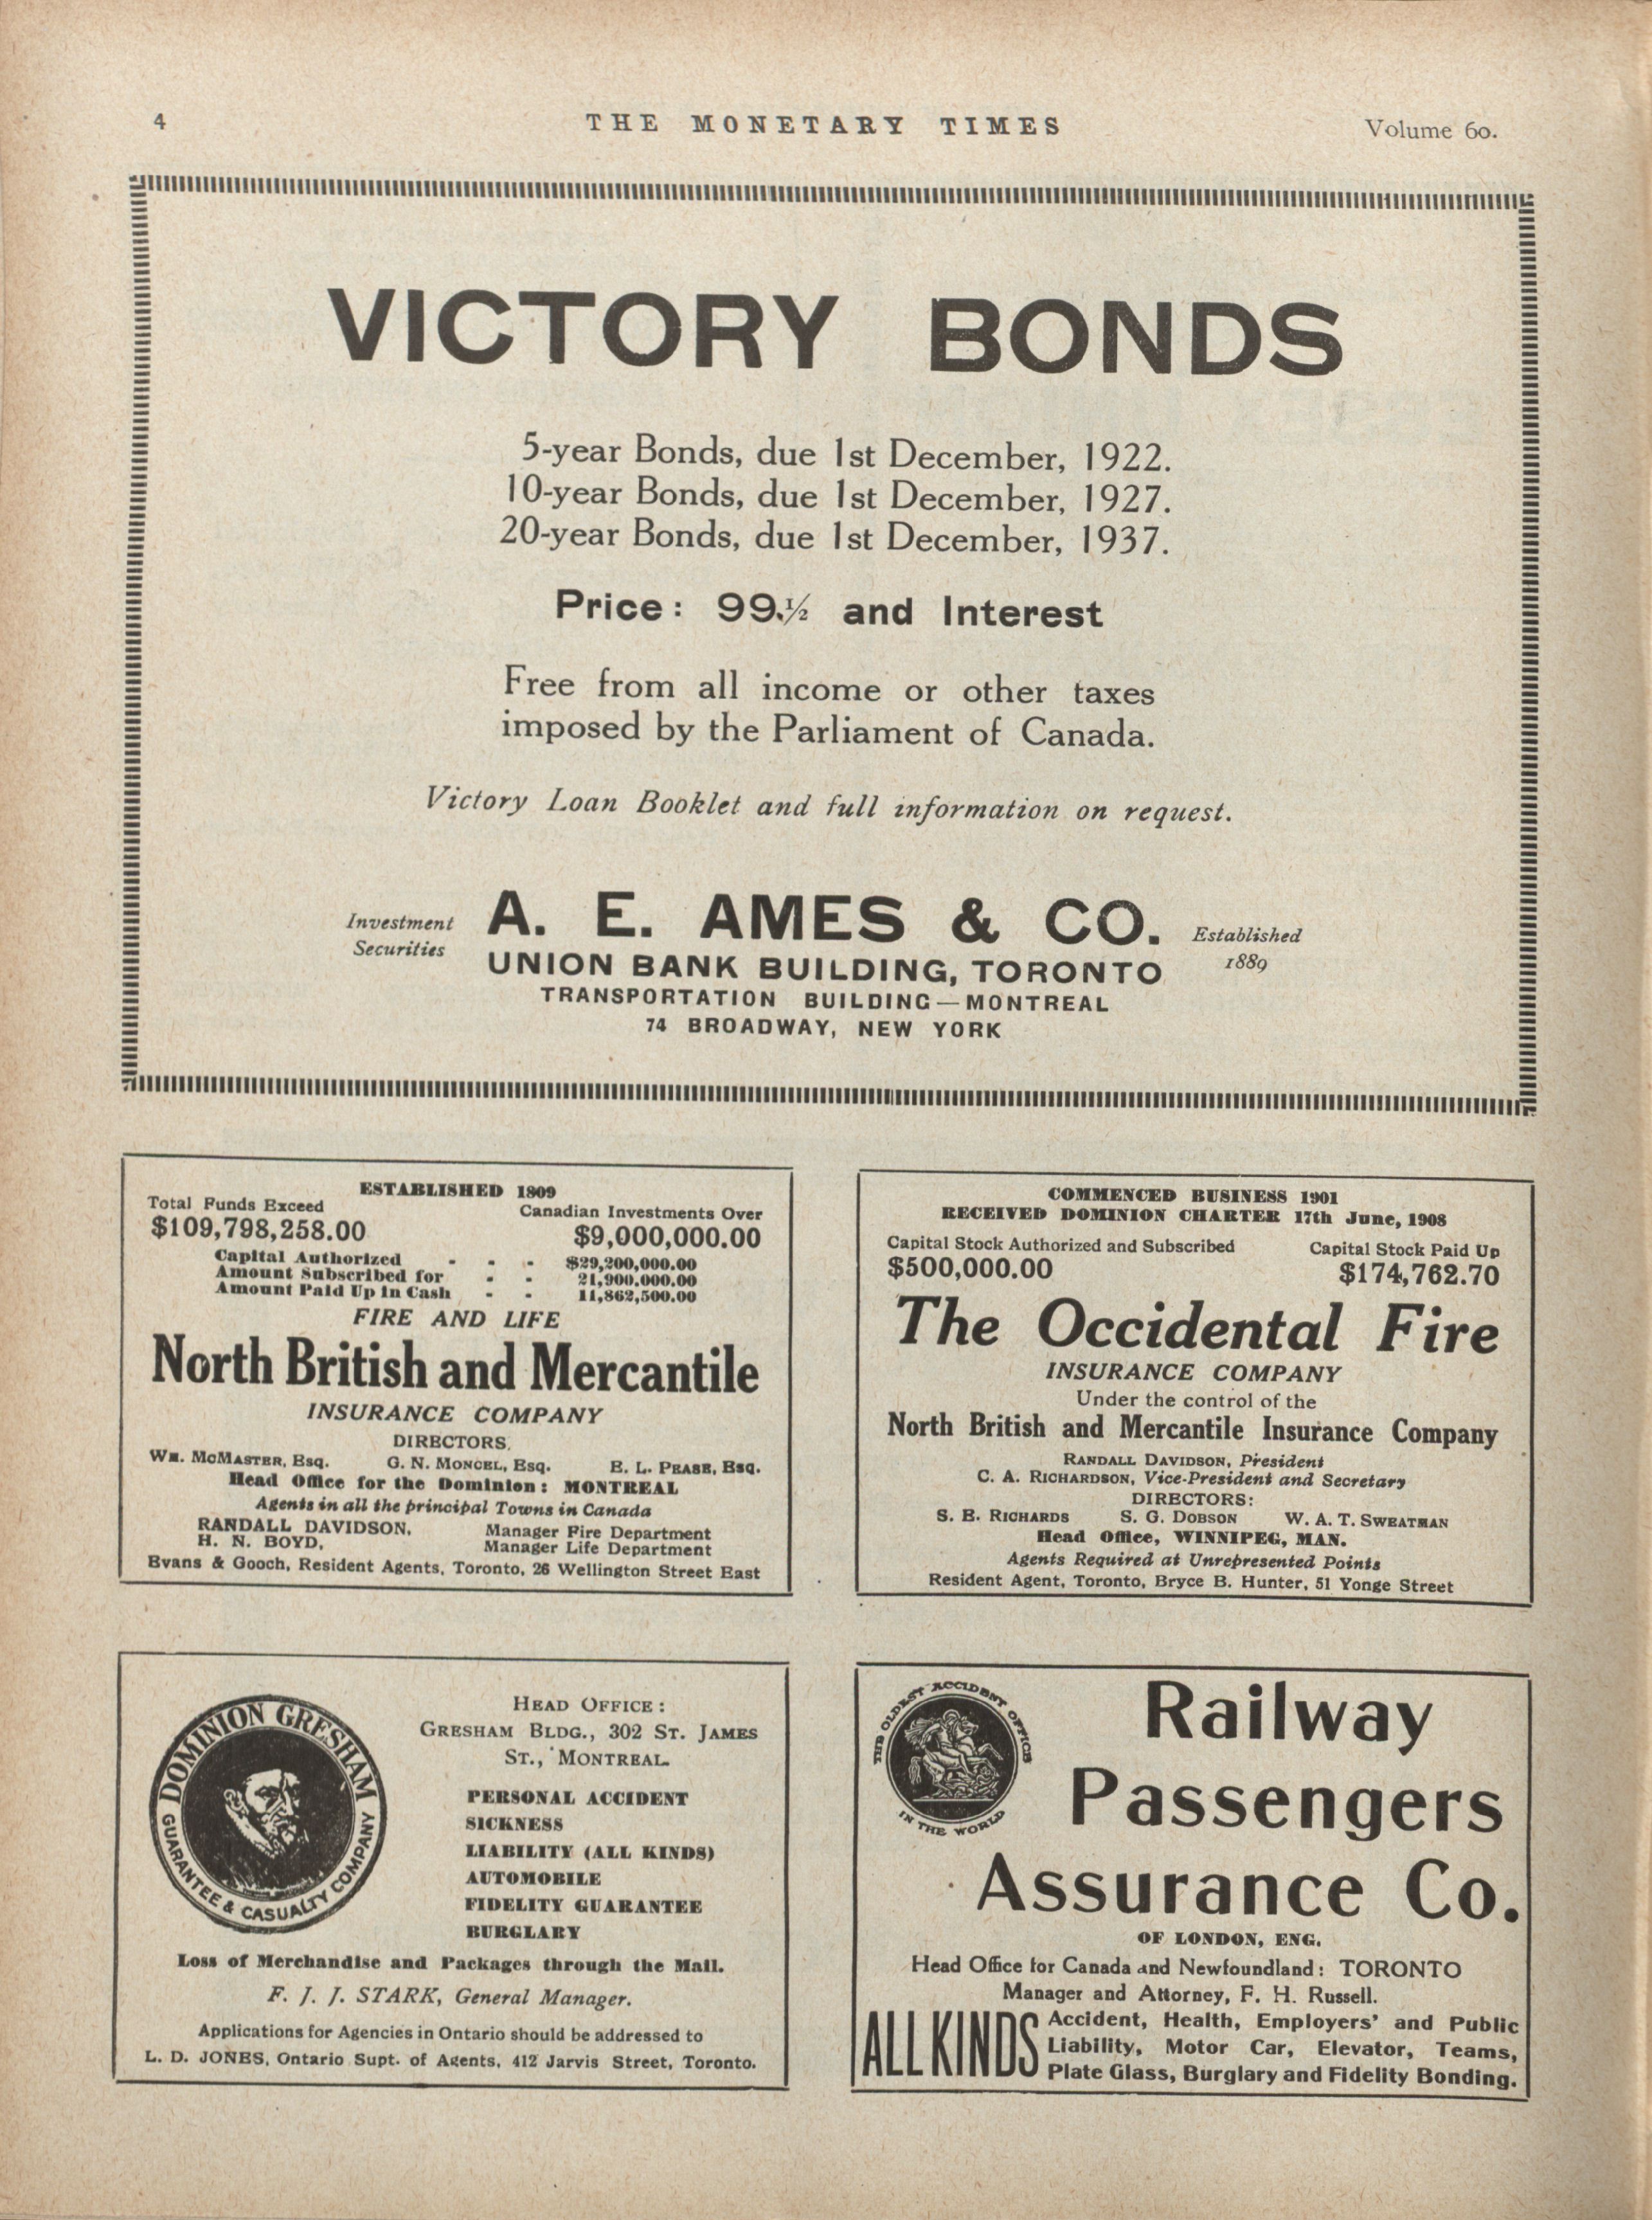 4
THE MONETARY TIMES
Volume 60.
VICTORY BONDS
5-year Bonds, due 1st December, 1922.
10-year Bonds, due 1st December, 1927.
20-year Bonds, due 1st December, 1937.
Price: 99.½ and Interest
Free from all income or other taxes
imposed by the Parliament of Canada.
Victory Loan Booklet and full information on request.
Investment
Securities
A. E. AMES & CO.
Established
1889
UNION BANK BUILDING, TORONTO
TRANSPORTATION BUILDING—MONTREAL
74 BROADWAY, NEW YORK
ESTABLISHED 1809
Total Funds Exceed
Canadian Investments Over
$109,798,258.00
$9,000,000.00
Capital Authorized - - - $29,200,000.00
Amount Subscribed for - - 21,900,000.00
Amount Paid Up in Cash - - 11,862,500.00
FIRE AND LIFE
North British and Mercantile
INSURANCE COMPANY
DIRECTORS,
WM. MCMASTER, Esq. G. N. MONCEL, Esq. E. L. PEASE, Esq.
Head Office for the Dominion: MONTREAL
Agents in all the principal Towns in Canada
RANDALL DAVIDSON, Manager Fire Department
H. N. BOYD, Manager Life Department
Evans & Gooch, Resident Agents, Toronto, 26 Wellington Street East
COMMENCED BUSINESS 1901
RECEIVED DOMINION CHARTER 17th June, 1908
Capital Stock Authorized and Subscribed
Capital Stock Paid Up
$500,000.00
$174,762.70
The Occidental Fire
INSURANCE COMPANY
Under the control of the
North British and Mercantile Insurance Company
RANDALL DAVIDSON, President
C. A. RICHARDSON, Vice-President and Secretary
DIRECTORS:
S. E. RICHARDS S. G. DOBSON W. A. T. SWEATMAN
Head Office, WINNIPEG, MAN.
Agents Required at Unrepresented Points
Resident Agent, Toronto, Bryce B. Hunter, 51 Yonge Street
DOMINION GRESHAM
GUARANTEE & CASUALTY COMPANY
HEAD OFFICE:
GRESHAM BLDG., 302 ST. JAMES
ST., MONTREAL.
PERSONAL ACCIDENT
SICKNESS
LIABILITY (ALL KINDS)
AUTOMOBILE
FIDELITY GUARANTEE
BURGLARY
Loss of Merchandise and Packages through the Mail.
F. J. J. STARK, General Manager.
Applications for Agencies in Ontario should be addressed to
L. D. JONES, Ontario Supt. of Agents, 412 Jarvis Street, Toronto.
THE OLDEST ACCIDENT OFFICE
IN THE WORLD
Railway
Passengers
Assurance Co.
OF LONDON, ENG.
Head Office for Canada and Newfoundland: TORONTO
Manager and Attorney, F. H. Russell.
ALL KINDS
Accident, Health, Employers' and Public
Liability, Motor Car, Elevator, Teams,
Plate Glass, Burglary and Fidelity Bonding.